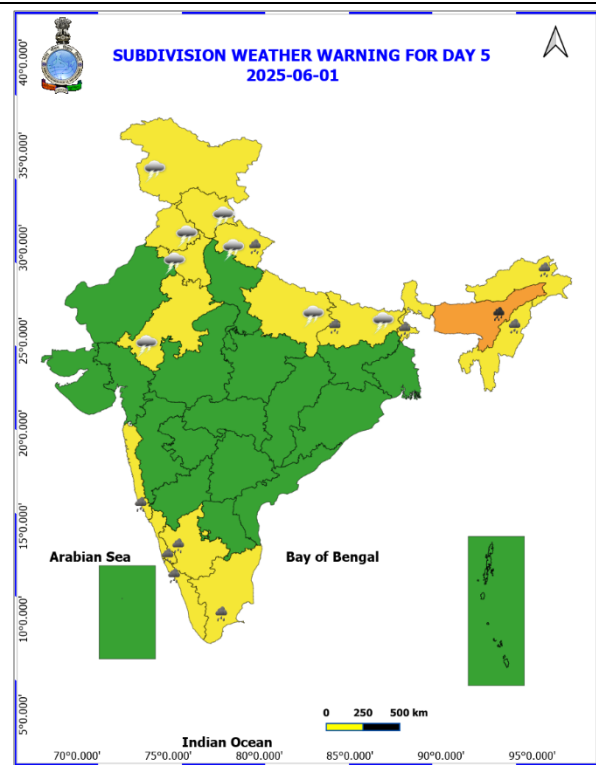 SUBDIVISION WEATHER WARNING FOR DAY 5
2025-06-01
40°0.000'
35°0.000'
30°0.000'
25°0.000'
20°0.000'
15°0.000'
10°0.000'
5°0.000'
Arabian Sea
Bay of Bengal
0 250 500 km
Indian Ocean
70°0.000' 75°0.000' 80°0.000' 85°0.000' 90°0.000' 95°0.000'